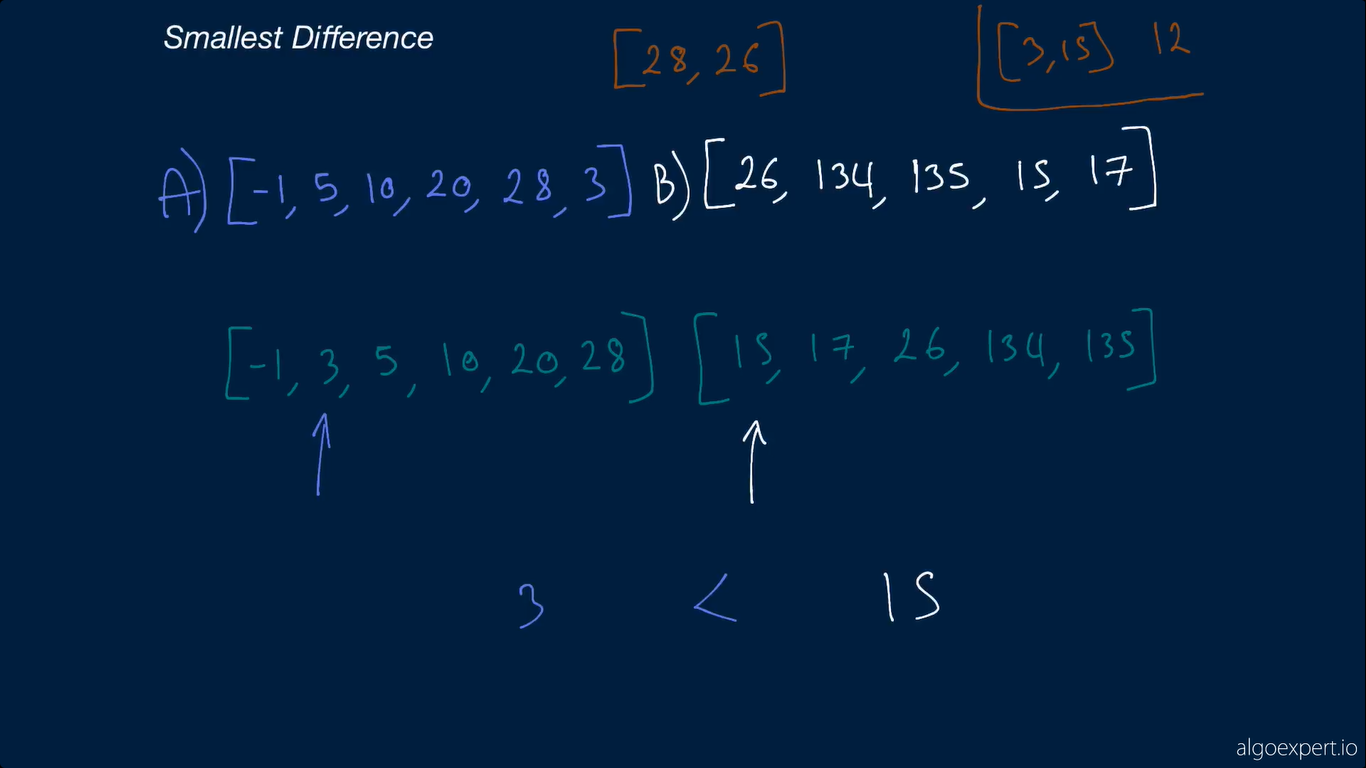 Smallest Difference
[28, 26]
[3, 15] 12
A) [-1, 5, 10, 20, 28, 3] B) [26, 134, 135, 15, 17]
[-1, 3, 5, 10, 20, 28] [15, 17, 26, 134, 135]
3 < 15
algoexpert.io